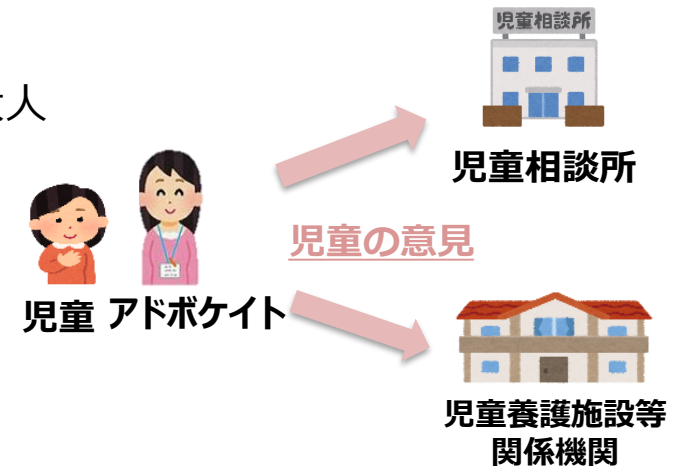 人
児童相談所
児童相談所
児童の意見
児童 アドボケイト
児童養護施設等
関係機関